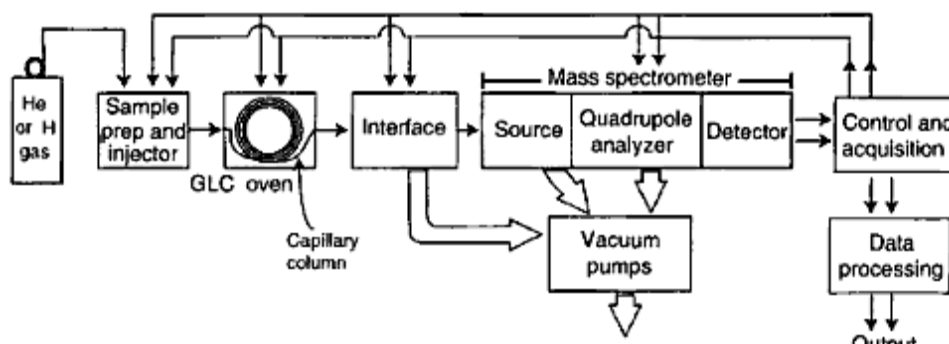 He
or H
gas
Sample
prep and
injector
GLC oven
Capillary
column
Interface
Mass spectrometer
Source
Quadrupole
analyzer
Detector
Control and
acquisition
Vacuum
pumps
Data
processing
Output